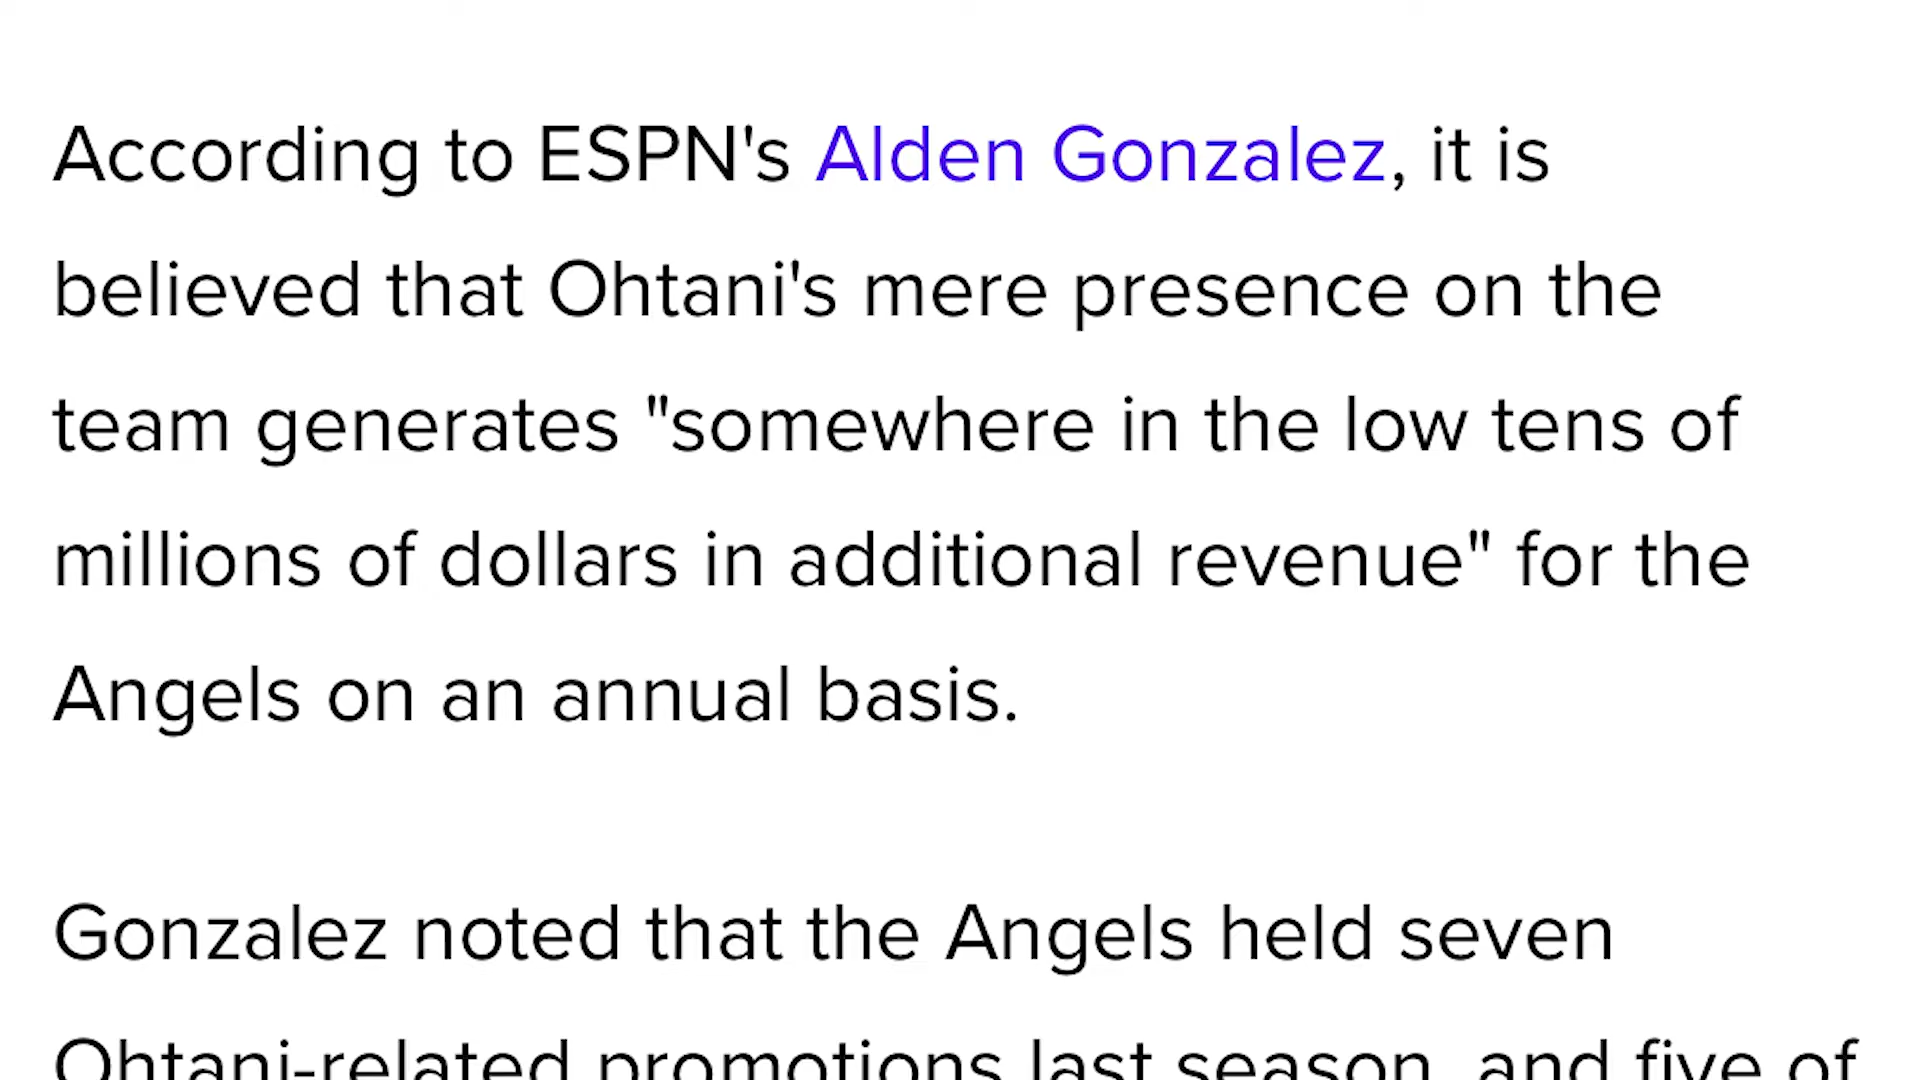 According to ESPN's Alden Gonzalez, it is
believed that Ohtani's mere presence on the
team generates "somewhere in the low tens of
millions of dollars in additional revenue" for the
Angels on an annual basis.
Gonzalez noted that the Angels held seven
Ohtani-related promotions last season, and five of